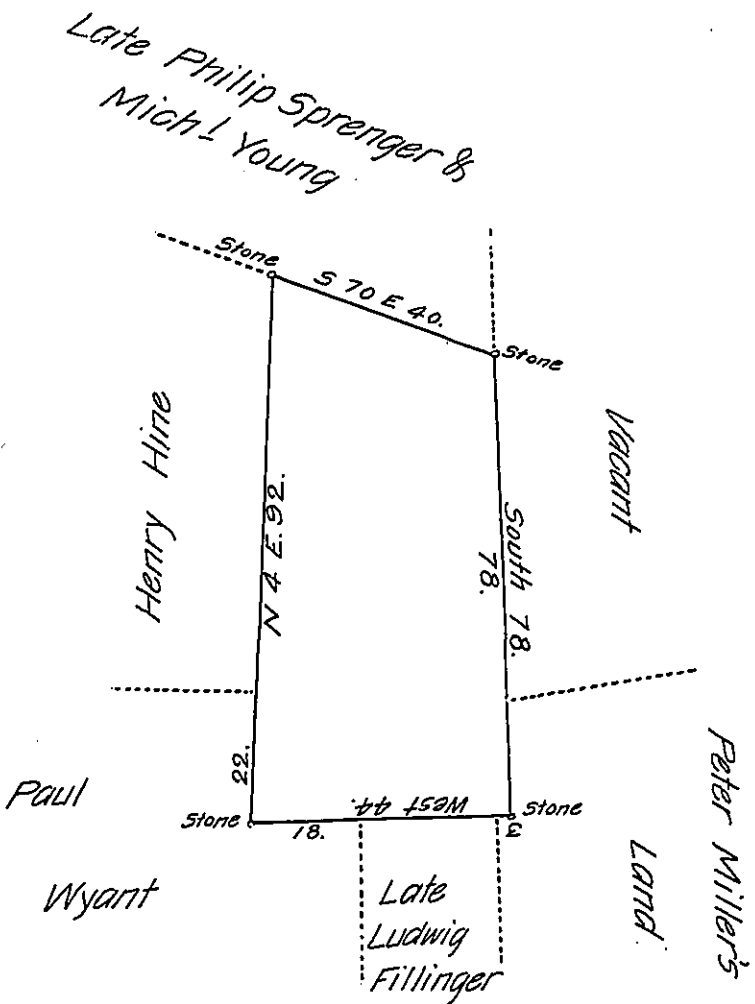 Late Philip Sprenger &
Mich l Young
Stone
S 70 E 40.
Stone
Henry Hine
Vacant
N 4 E. 92.
South 78.
78.
22.
Paul
Wyant
Stone
18.
West 44.
3
Stone
Late
Ludwig
Fillinger
Peter Miller's
Land